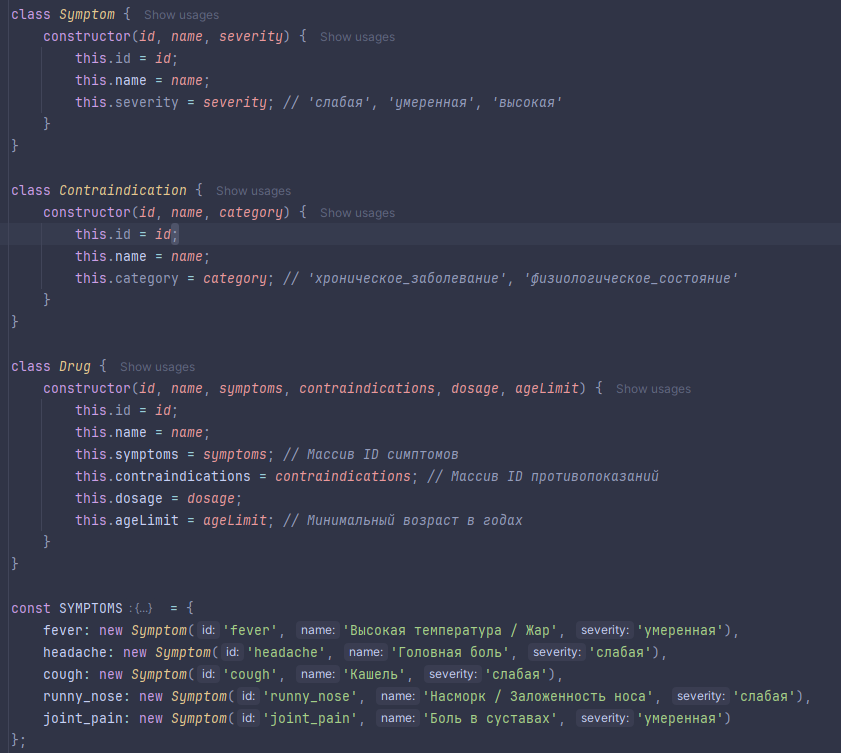 class Symptom {   Show usages
    constructor(id, name, severity) {   Show usages
        this.id = id;
        this.name = name;
        this.severity = severity; // 'слабая', 'умеренная', 'высокая'
    }
}

class Contraindication {   Show usages
    constructor(id, name, category) {   Show usages
        this.id = id;
        this.name = name;
        this.category = category; // 'хроническое_заболевание', 'физиологическое_состояние'
    }
}

class Drug {   Show usages
    constructor(id, name, symptoms, contraindications, dosage, ageLimit) {   Show usages
        this.id = id;
        this.name = name;
        this.symptoms = symptoms; // Массив ID симптомов
        this.contraindications = contraindications; // Массив ID противопоказаний
        this.dosage = dosage;
        this.ageLimit = ageLimit; // Минимальный возраст в годах
    }
}

const SYMPTOMS : {...}  = {
    fever: new Symptom( id: 'fever',  name: 'Высокая температура / Жар',  severity: 'умеренная'),
    headache: new Symptom( id: 'headache',  name: 'Головная боль',  severity: 'слабая'),
    cough: new Symptom( id: 'cough',  name: 'Кашель',  severity: 'слабая'),
    runny_nose: new Symptom( id: 'runny_nose',  name: 'Насморк / Заложенность носа',  severity: 'слабая'),
    joint_pain: new Symptom( id: 'joint_pain',  name: 'Боль в суставах',  severity: 'умеренная')
};